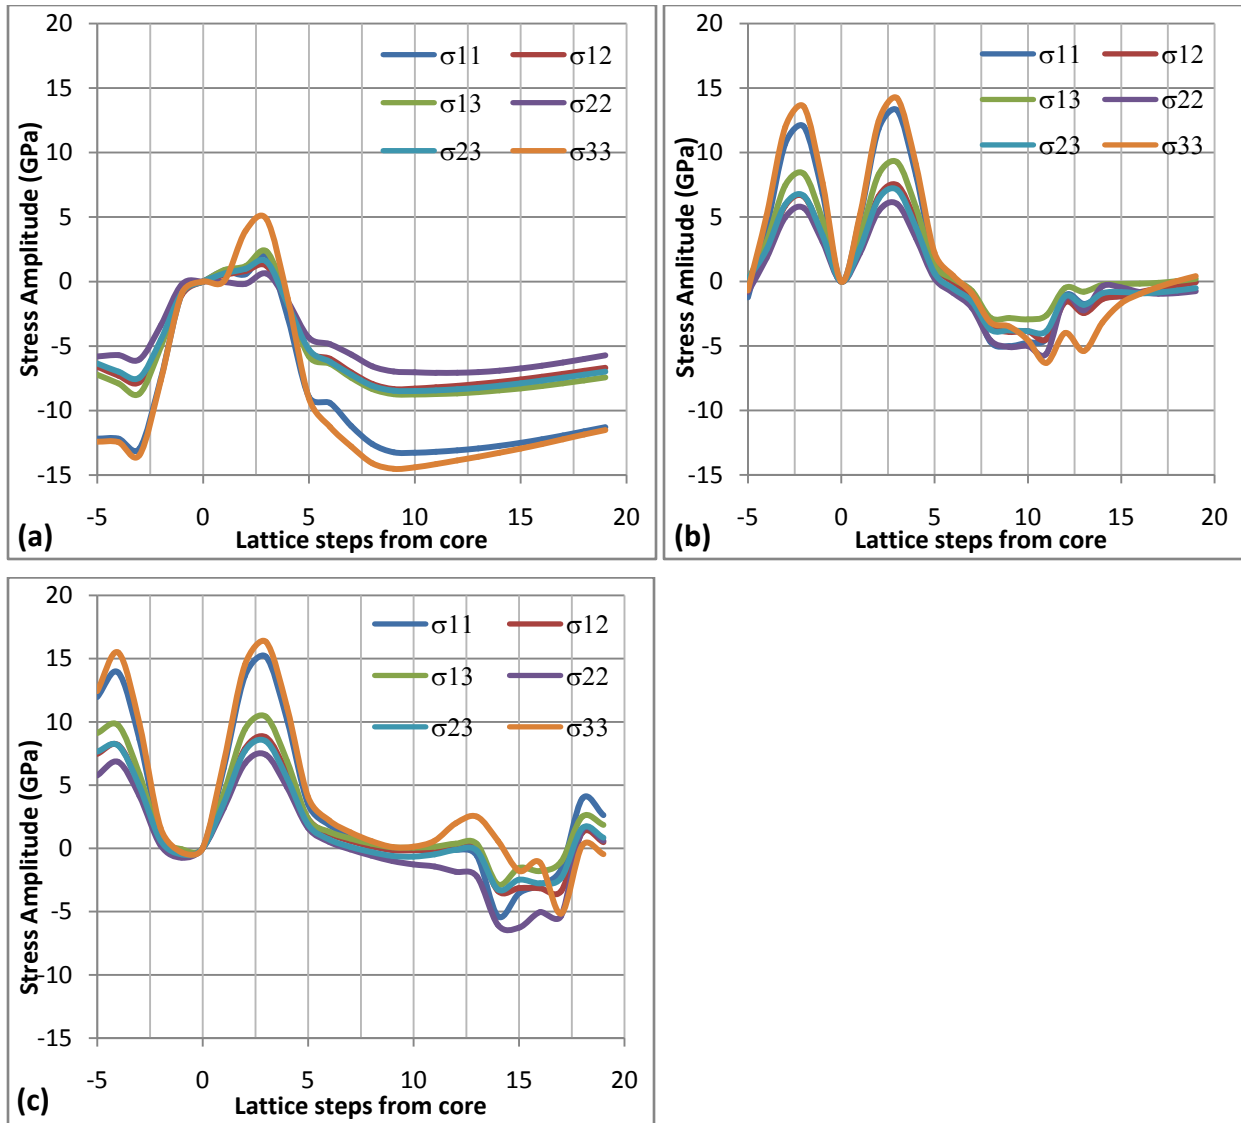 20
15
10
5
0
-5
-10
-15
Stress Amplitude (GPa)
σ11 σ12
σ13 σ22
σ23 σ33
-5 0 5 10 15 20
Lattice steps from core
(a)
20
15
10
5
0
-5
-10
-15
Stress Amlitude (GPa)
σ11 σ12
σ13 σ22
σ23 σ33
-5 0 5 10 15 20
Lattice steps from core
(b)
20
15
10
5
0
-5
-10
-15
Stress Amplitude (GPa)
σ11 σ12
σ13 σ22
σ23 σ33
-5 0 5 10 15 20
Lattice steps from core
(c)